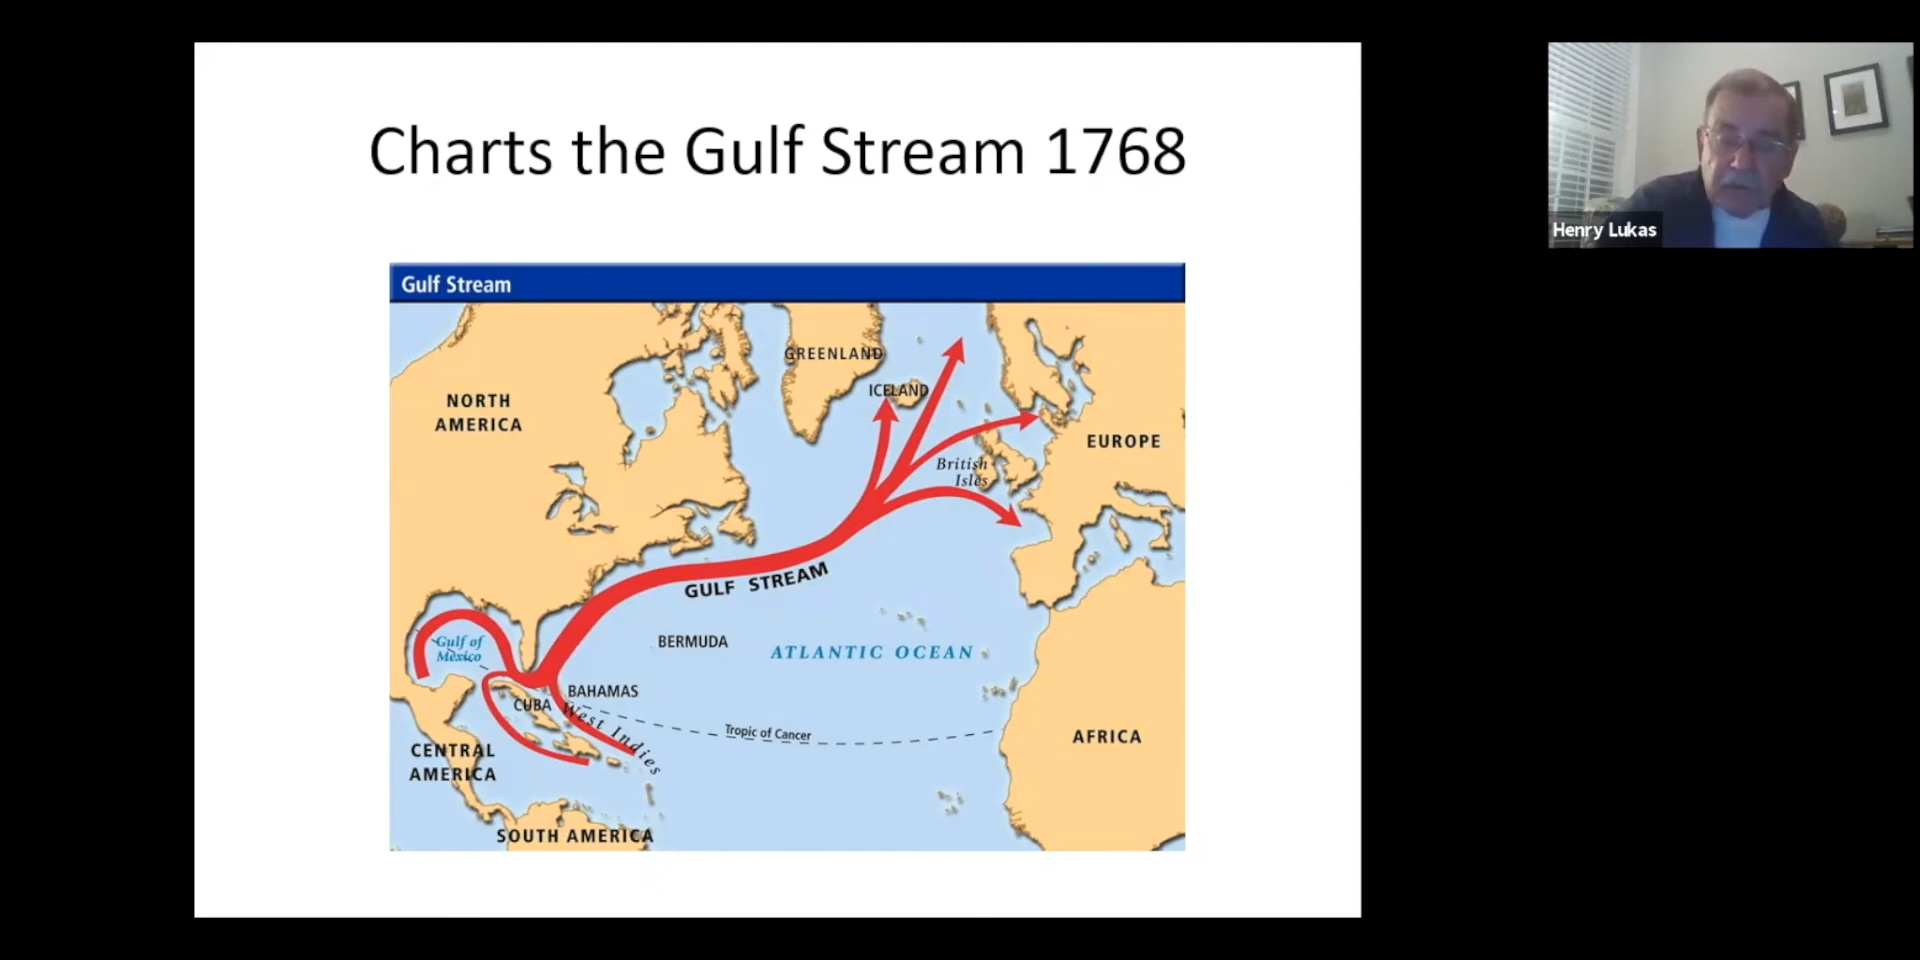 Charts the Gulf Stream 1768
Henry Lukas
Gulf Stream
GREENLAND
ICELAND
NORTH
AMERICA
EUROPE
British
Isles
GULF STREAM
Gulf of
Mexico
BERMUDA
ATLANTIC OCEAN
BAHAMAS
CUBA
West Indies
Tropic of Cancer
AFRICA
CENTRAL
AMERICA
SOUTH AMERICA